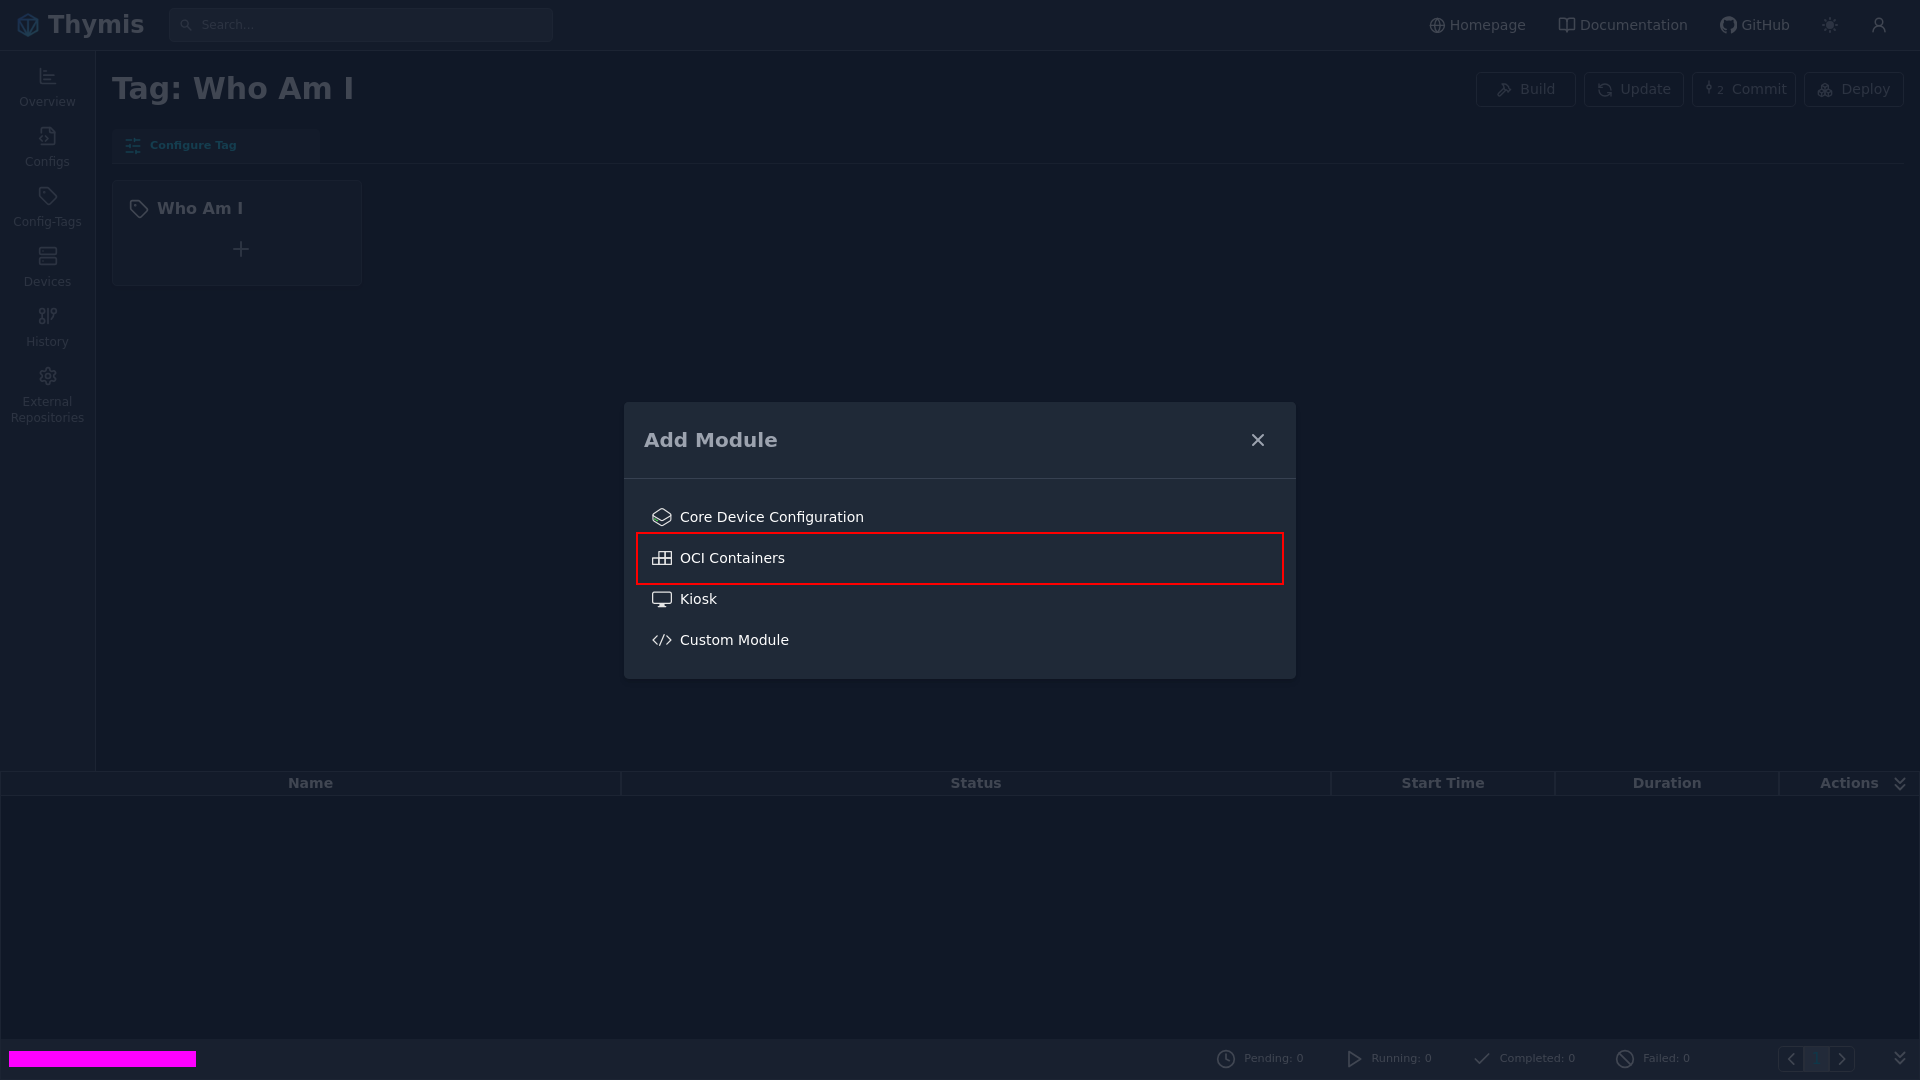 Thymis
Search...
Homepage
Documentation
GitHub
Overview
Configs
Config-Tags
Devices
History
External
Repositories
Tag: Who Am I
Build
Update
2 Commit
Deploy
Configure Tag
Who Am I
Add Module
Core Device Configuration
OCI Containers
Kiosk
Custom Module
Name
Status
Start Time
Duration
Actions
Pending: 0
Running: 0
Completed: 0
Failed: 0